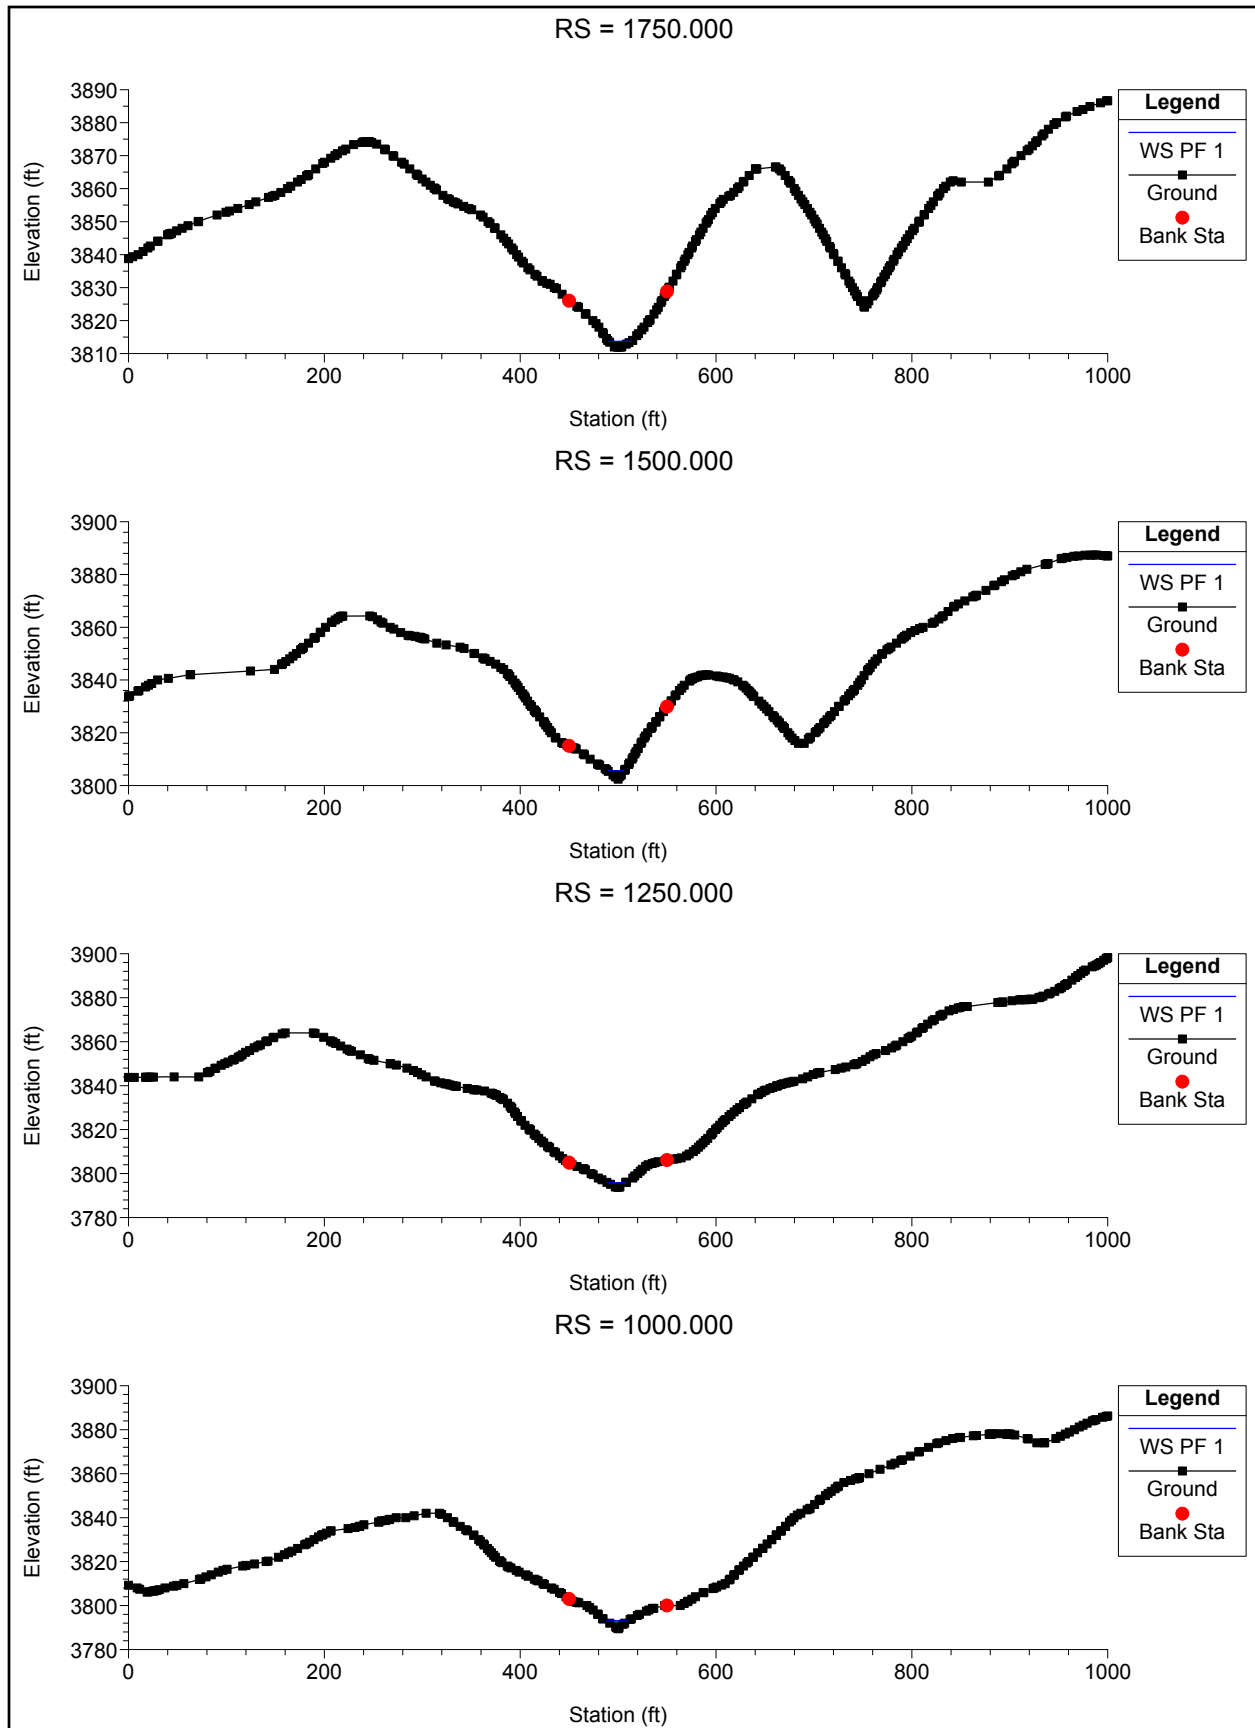 RS = 1750.000
3890
3880
3870
3860
3850
3840
3830
3820
3810
Elevation (ft)
0 200 400 600 800 1000
Station (ft)
Legend
WS PF 1
Ground
Bank Sta
RS = 1500.000
3900
3880
3860
3840
3820
3800
Elevation (ft)
0 200 400 600 800 1000
Station (ft)
Legend
WS PF 1
Ground
Bank Sta
RS = 1250.000
3900
3880
3860
3840
3820
3800
3780
Elevation (ft)
0 200 400 600 800 1000
Station (ft)
Legend
WS PF 1
Ground
Bank Sta
RS = 1000.000
3900
3880
3860
3840
3820
3800
3780
Elevation (ft)
0 200 400 600 800 1000
Station (ft)
Legend
WS PF 1
Ground
Bank Sta